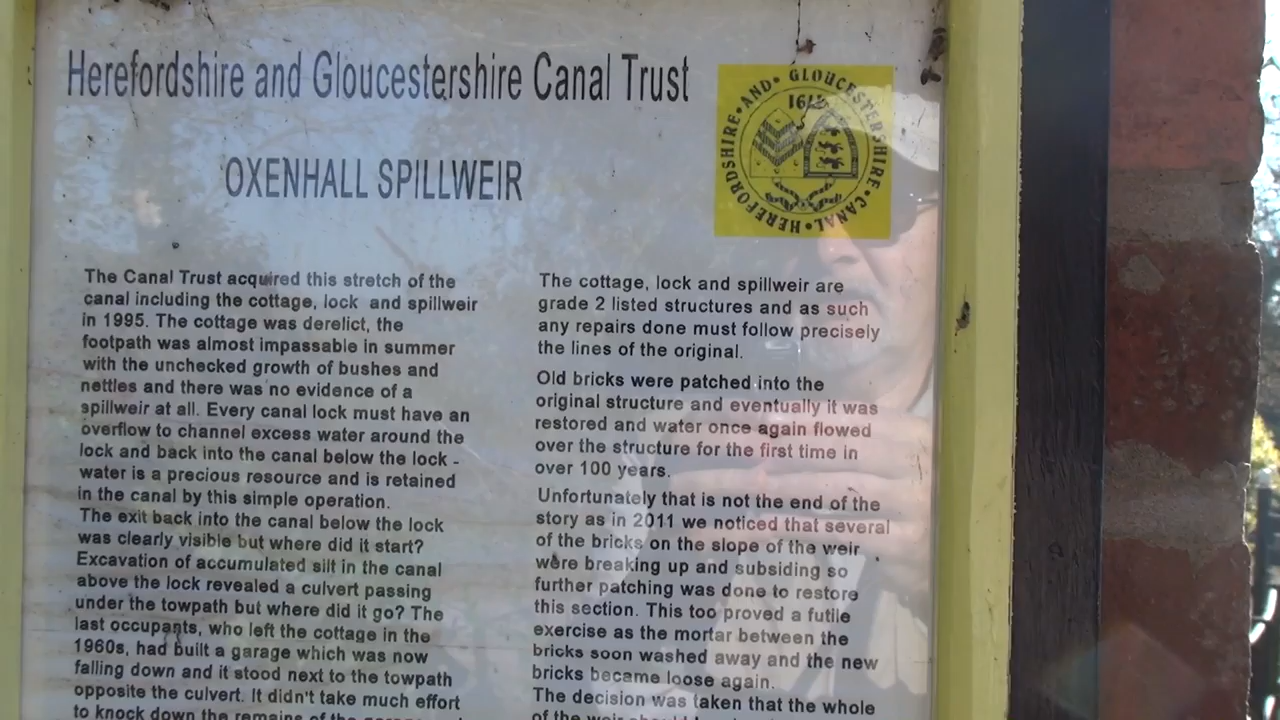 Herefordshire and Gloucestershire Canal Trust
OXENHALL SPILLWEIR
HEREFORDSHIRE • AND • GLOUCESTERSHIRE • CANAL •
The Canal Trust acquired this stretch of the
canal including the cottage, lock and spillweir
in 1995. The cottage was derelict, the
footpath was almost impassable in summer
with the unchecked growth of bushes and
nettles and there was no evidence of a
spillweir at all. Every canal lock must have an
overflow to channel excess water around the
lock and back into the canal below the lock -
water is a precious resource and is retained
in the canal by this simple operation.
The exit back into the canal below the lock
was clearly visible but where did it start?
Excavation of accumulated silt in the canal
above the lock revealed a culvert passing
under the towpath but where did it go? The
last occupants, who left the cottage in the
1960s, had built a garage which was now
falling down and it stood next to the towpath
opposite the culvert. It didn't take much effort
to knock down the remains of the
The cottage, lock and spillweir are
grade 2 listed structures and as such
any repairs done must follow precisely
the lines of the original.
Old bricks were patched into the
original structure and eventually it was
restored and water once again flowed
over the structure for the first time in
over 100 years.
Unfortunately that is not the end of the
story as in 2011 we noticed that several
of the bricks on the slope of the weir
were breaking up and subsiding so
further patching was done to restore
this section. This too proved a futile
exercise as the mortar between the
bricks soon washed away and the new
bricks became loose again.
The decision was taken that the whole
of the weir